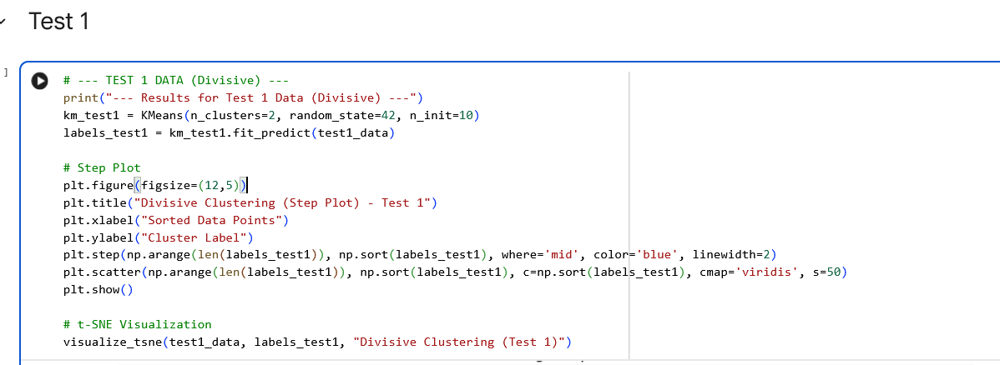 Test 1
]
# --- TEST 1 DATA (Divisive) ---
print("--- Results for Test 1 Data (Divisive) ---")
km_test1 = KMeans(n_clusters=2, random_state=42, n_init=10)
labels_test1 = km_test1.fit_predict(test1_data)
# Step Plot
plt.figure(figsize=(12,5))
plt.title("Divisive Clustering (Step Plot) - Test 1")
plt.xlabel("Sorted Data Points")
plt.ylabel("Cluster Label")
plt.step(np.arange(len(labels_test1)), np.sort(labels_test1), where='mid', color='blue', linewidth=2)
plt.scatter(np.arange(len(labels_test1)), np.sort(labels_test1), c=np.sort(labels_test1), cmap='viridis', s=50)
plt.show()
# t-SNE Visualization
visualize_tsne(test1_data, labels_test1, "Divisive Clustering (Test 1)")